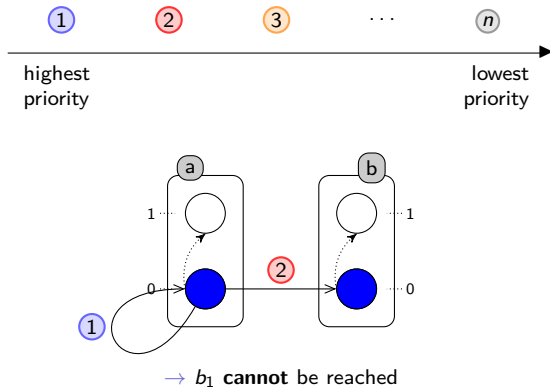 1 2 3 ··· n
highest priority lowest priority
a b
1 1
0 2 0
1
→ b₁ cannot be reached